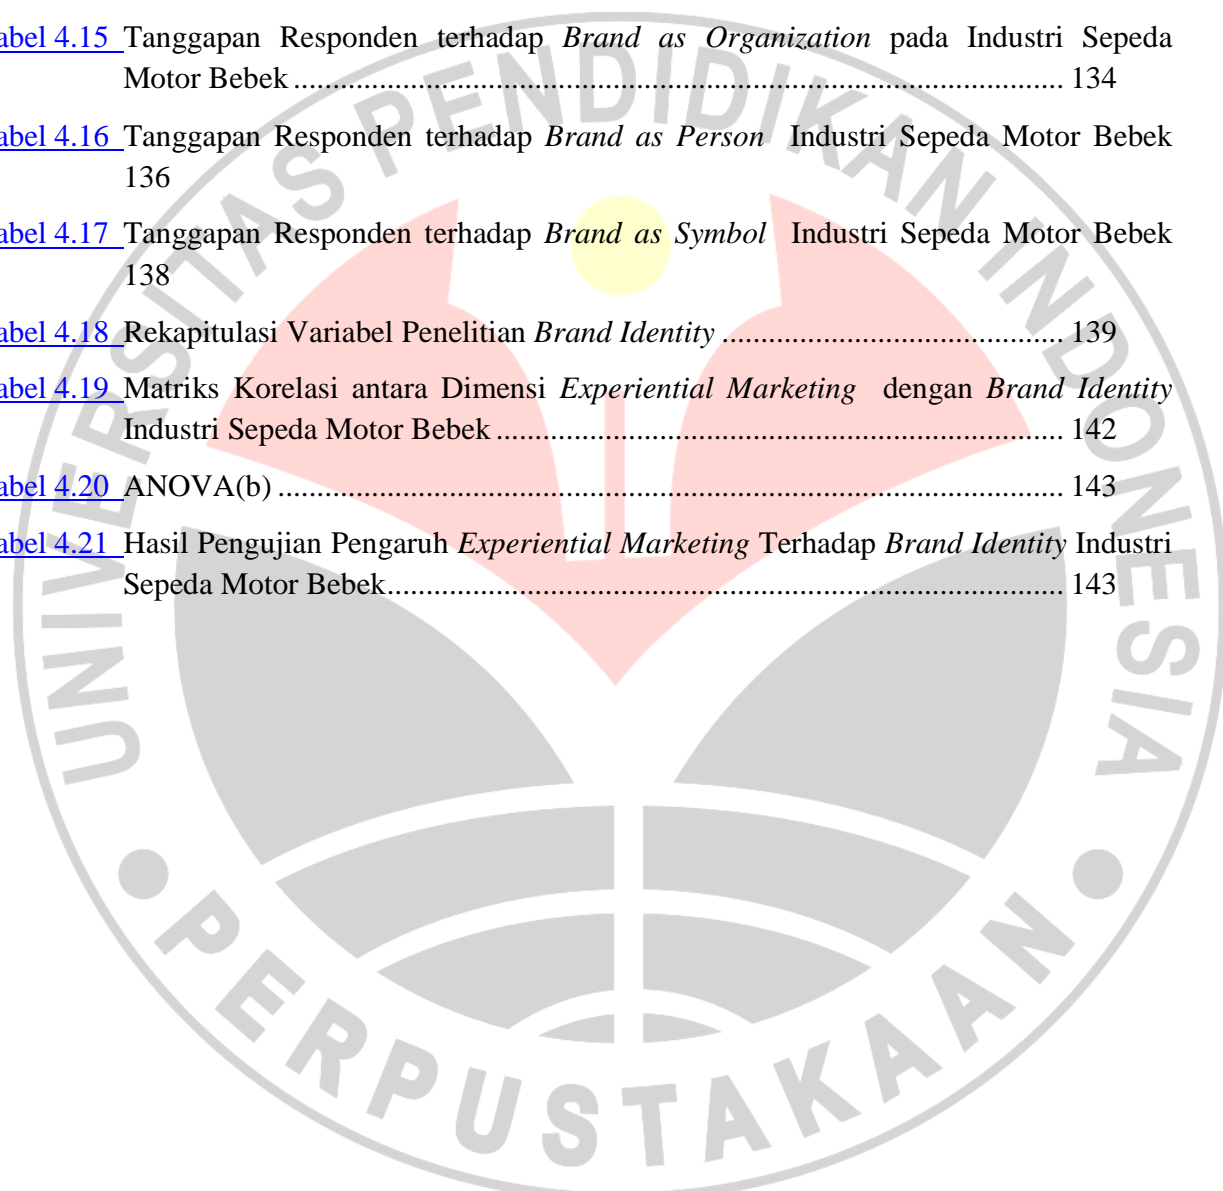 abel 4.15 Tanggapan Responden terhadap Brand as Organization pada Industri Sepeda
Motor Bebek.................................................................................................. 134
abel 4.16 Tanggapan Responden terhadap Brand as Person Industri Sepeda Motor Bebek
136
abel 4.17 Tanggapan Responden terhadap Brand as Symbol Industri Sepeda Motor Bebek
138
abel 4.18 Rekapitulasi Variabel Penelitian Brand Identity ............................................ 139
abel 4.19 Matriks Korelasi antara Dimensi Experiential Marketing dengan Brand Identity
Industri Sepeda Motor Bebek ......................................................................... 142
abel 4.20 ANOVA(b) ..................................................................................................... 143
abel 4.21 Hasil Pengujian Pengaruh Experiential Marketing Terhadap Brand Identity Industri
Sepeda Motor Bebek....................................................................................... 143
UNIVERSITAS PENDIDIKAN INDONESIA
PERPUSTAKAAN